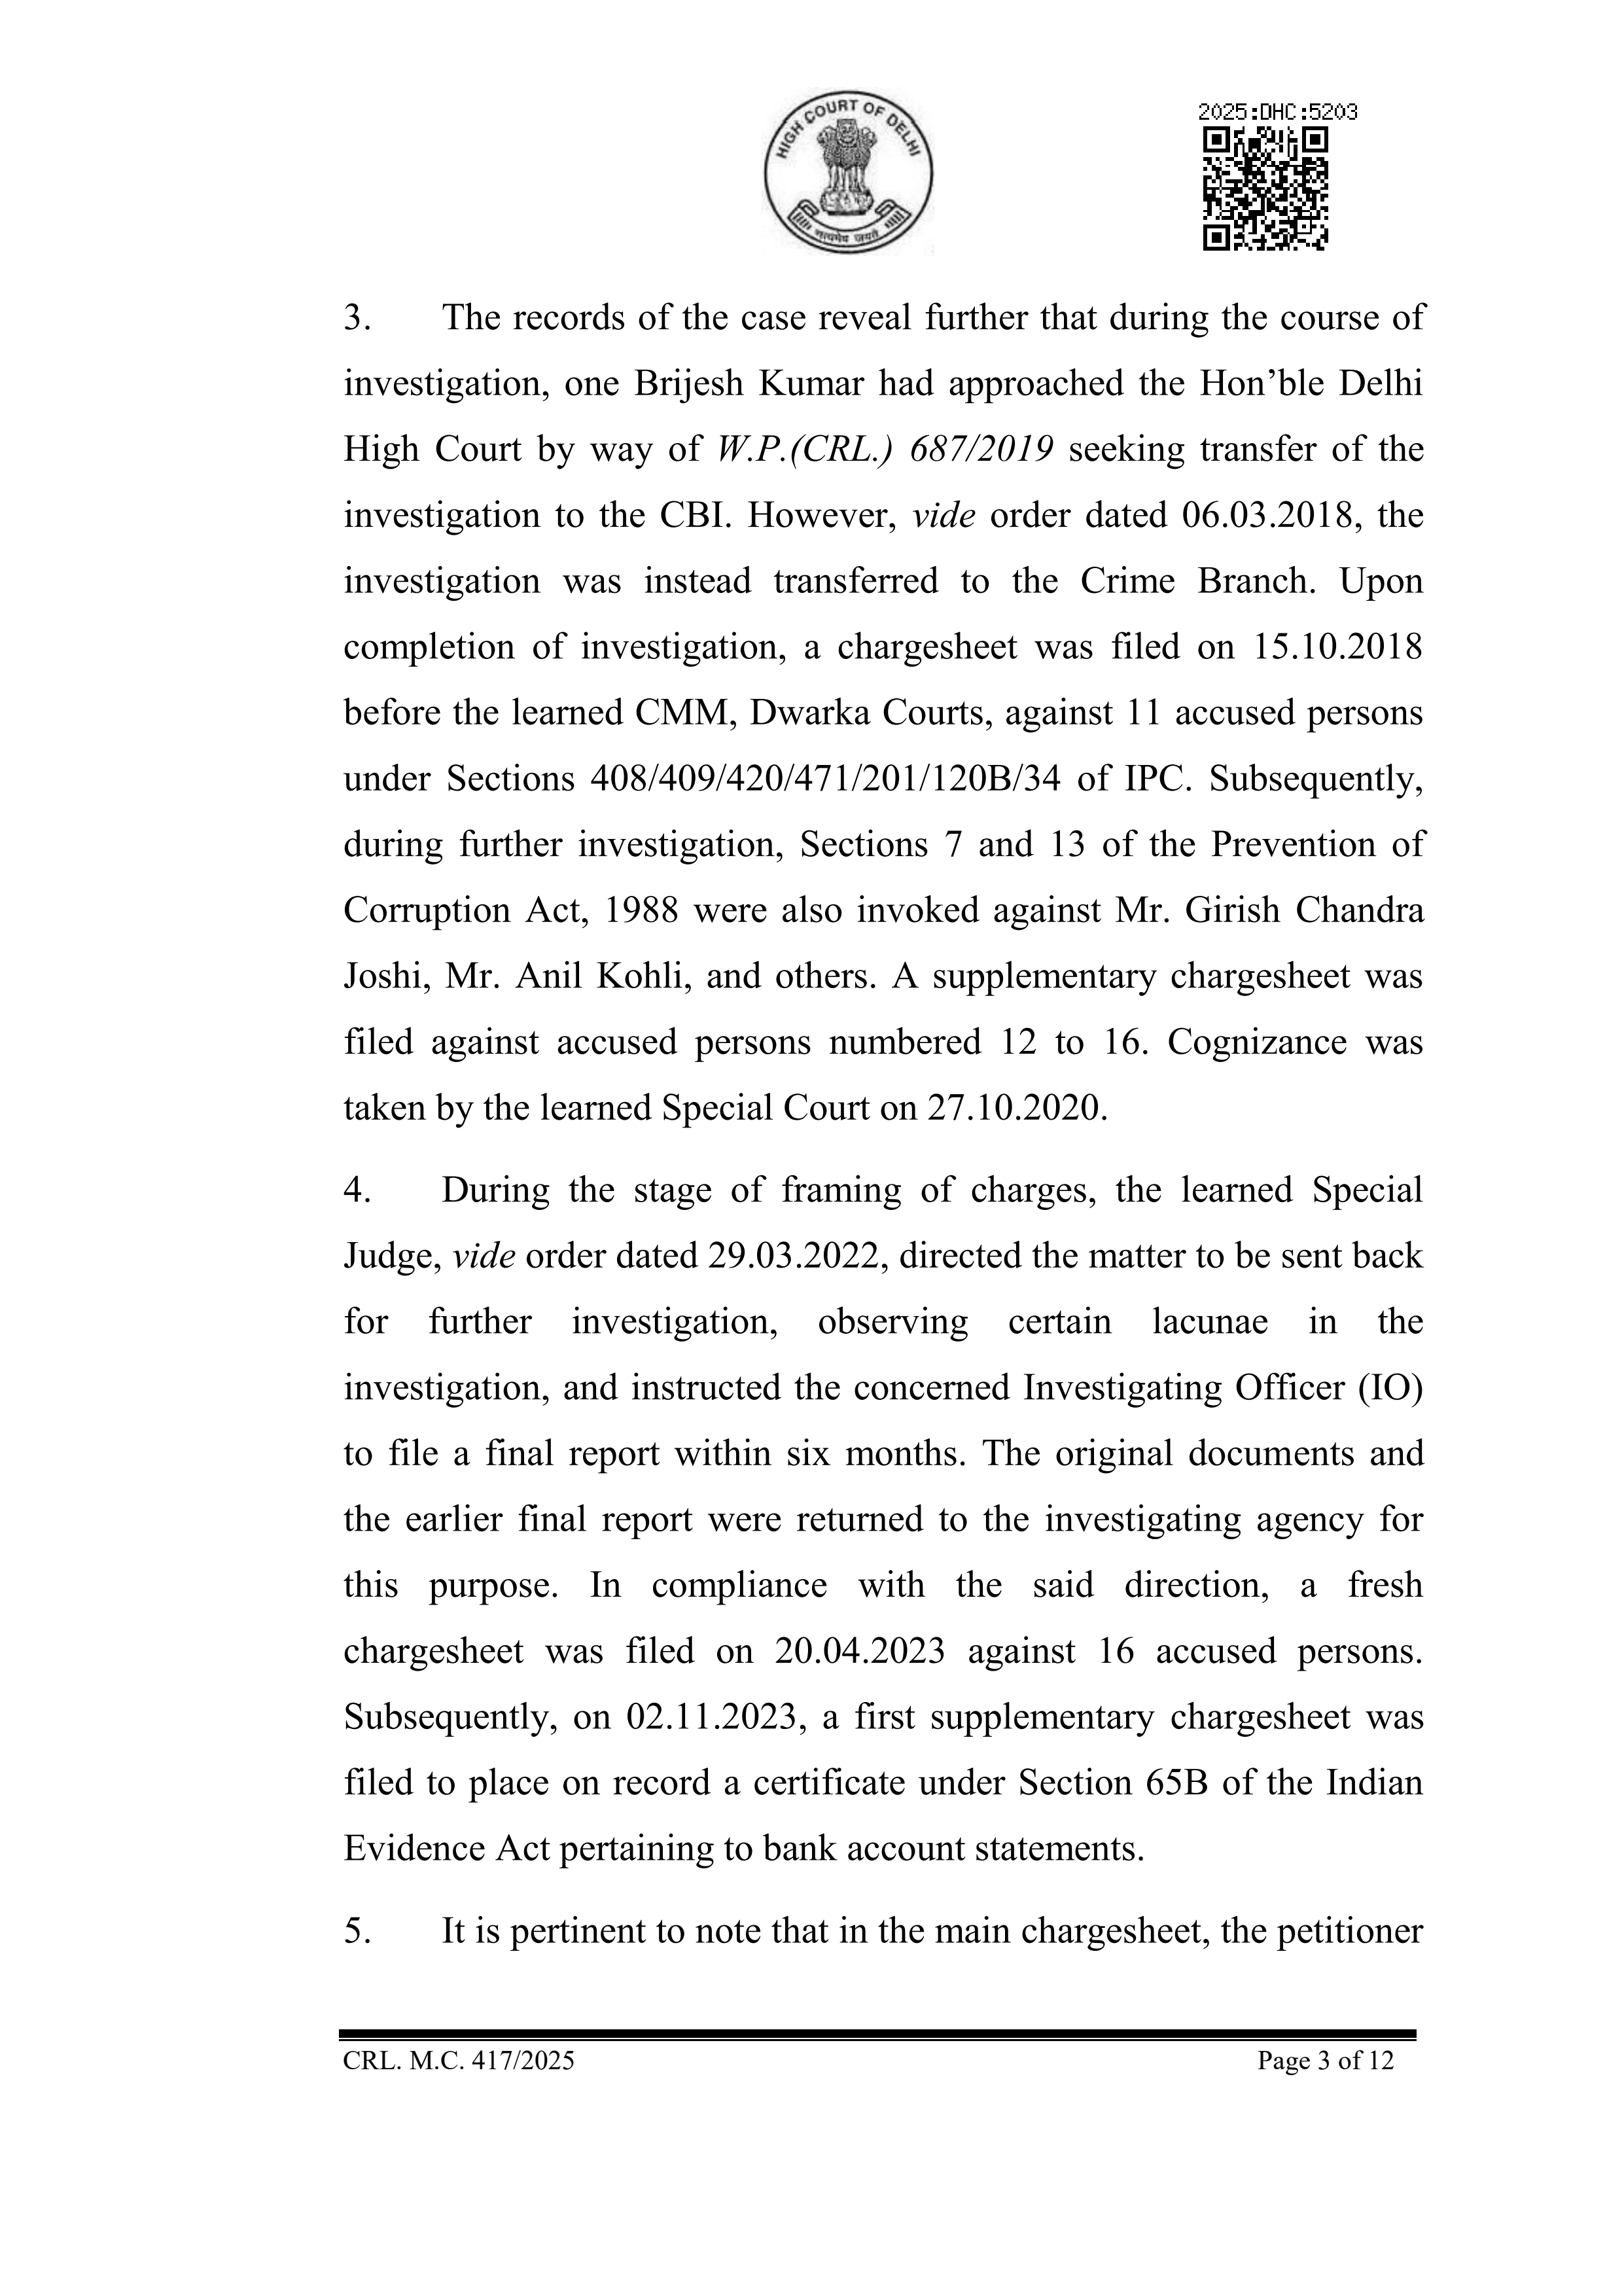 HIGH COURT OF DELHI
सत्यमेव जयते
2025:DHC:5203
3. The records of the case reveal further that during the course of
investigation, one Brijesh Kumar had approached the Hon’ble Delhi
High Court by way of W.P.(CRL.) 687/2019 seeking transfer of the
investigation to the CBI. However, vide order dated 06.03.2018, the
investigation was instead transferred to the Crime Branch. Upon
completion of investigation, a chargesheet was filed on 15.10.2018
before the learned CMM, Dwarka Courts, against 11 accused persons
under Sections 408/409/420/471/201/120B/34 of IPC. Subsequently,
during further investigation, Sections 7 and 13 of the Prevention of
Corruption Act, 1988 were also invoked against Mr. Girish Chandra
Joshi, Mr. Anil Kohli, and others. A supplementary chargesheet was
filed against accused persons numbered 12 to 16. Cognizance was
taken by the learned Special Court on 27.10.2020.
4. During the stage of framing of charges, the learned Special
Judge, vide order dated 29.03.2022, directed the matter to be sent back
for further investigation, observing certain lacunae in the
investigation, and instructed the concerned Investigating Officer (IO)
to file a final report within six months. The original documents and
the earlier final report were returned to the investigating agency for
this purpose. In compliance with the said direction, a fresh
chargesheet was filed on 20.04.2023 against 16 accused persons.
Subsequently, on 02.11.2023, a first supplementary chargesheet was
filed to place on record a certificate under Section 65B of the Indian
Evidence Act pertaining to bank account statements.
5. It is pertinent to note that in the main chargesheet, the petitioner
CRL. M.C. 417/2025 Page 3 of 12